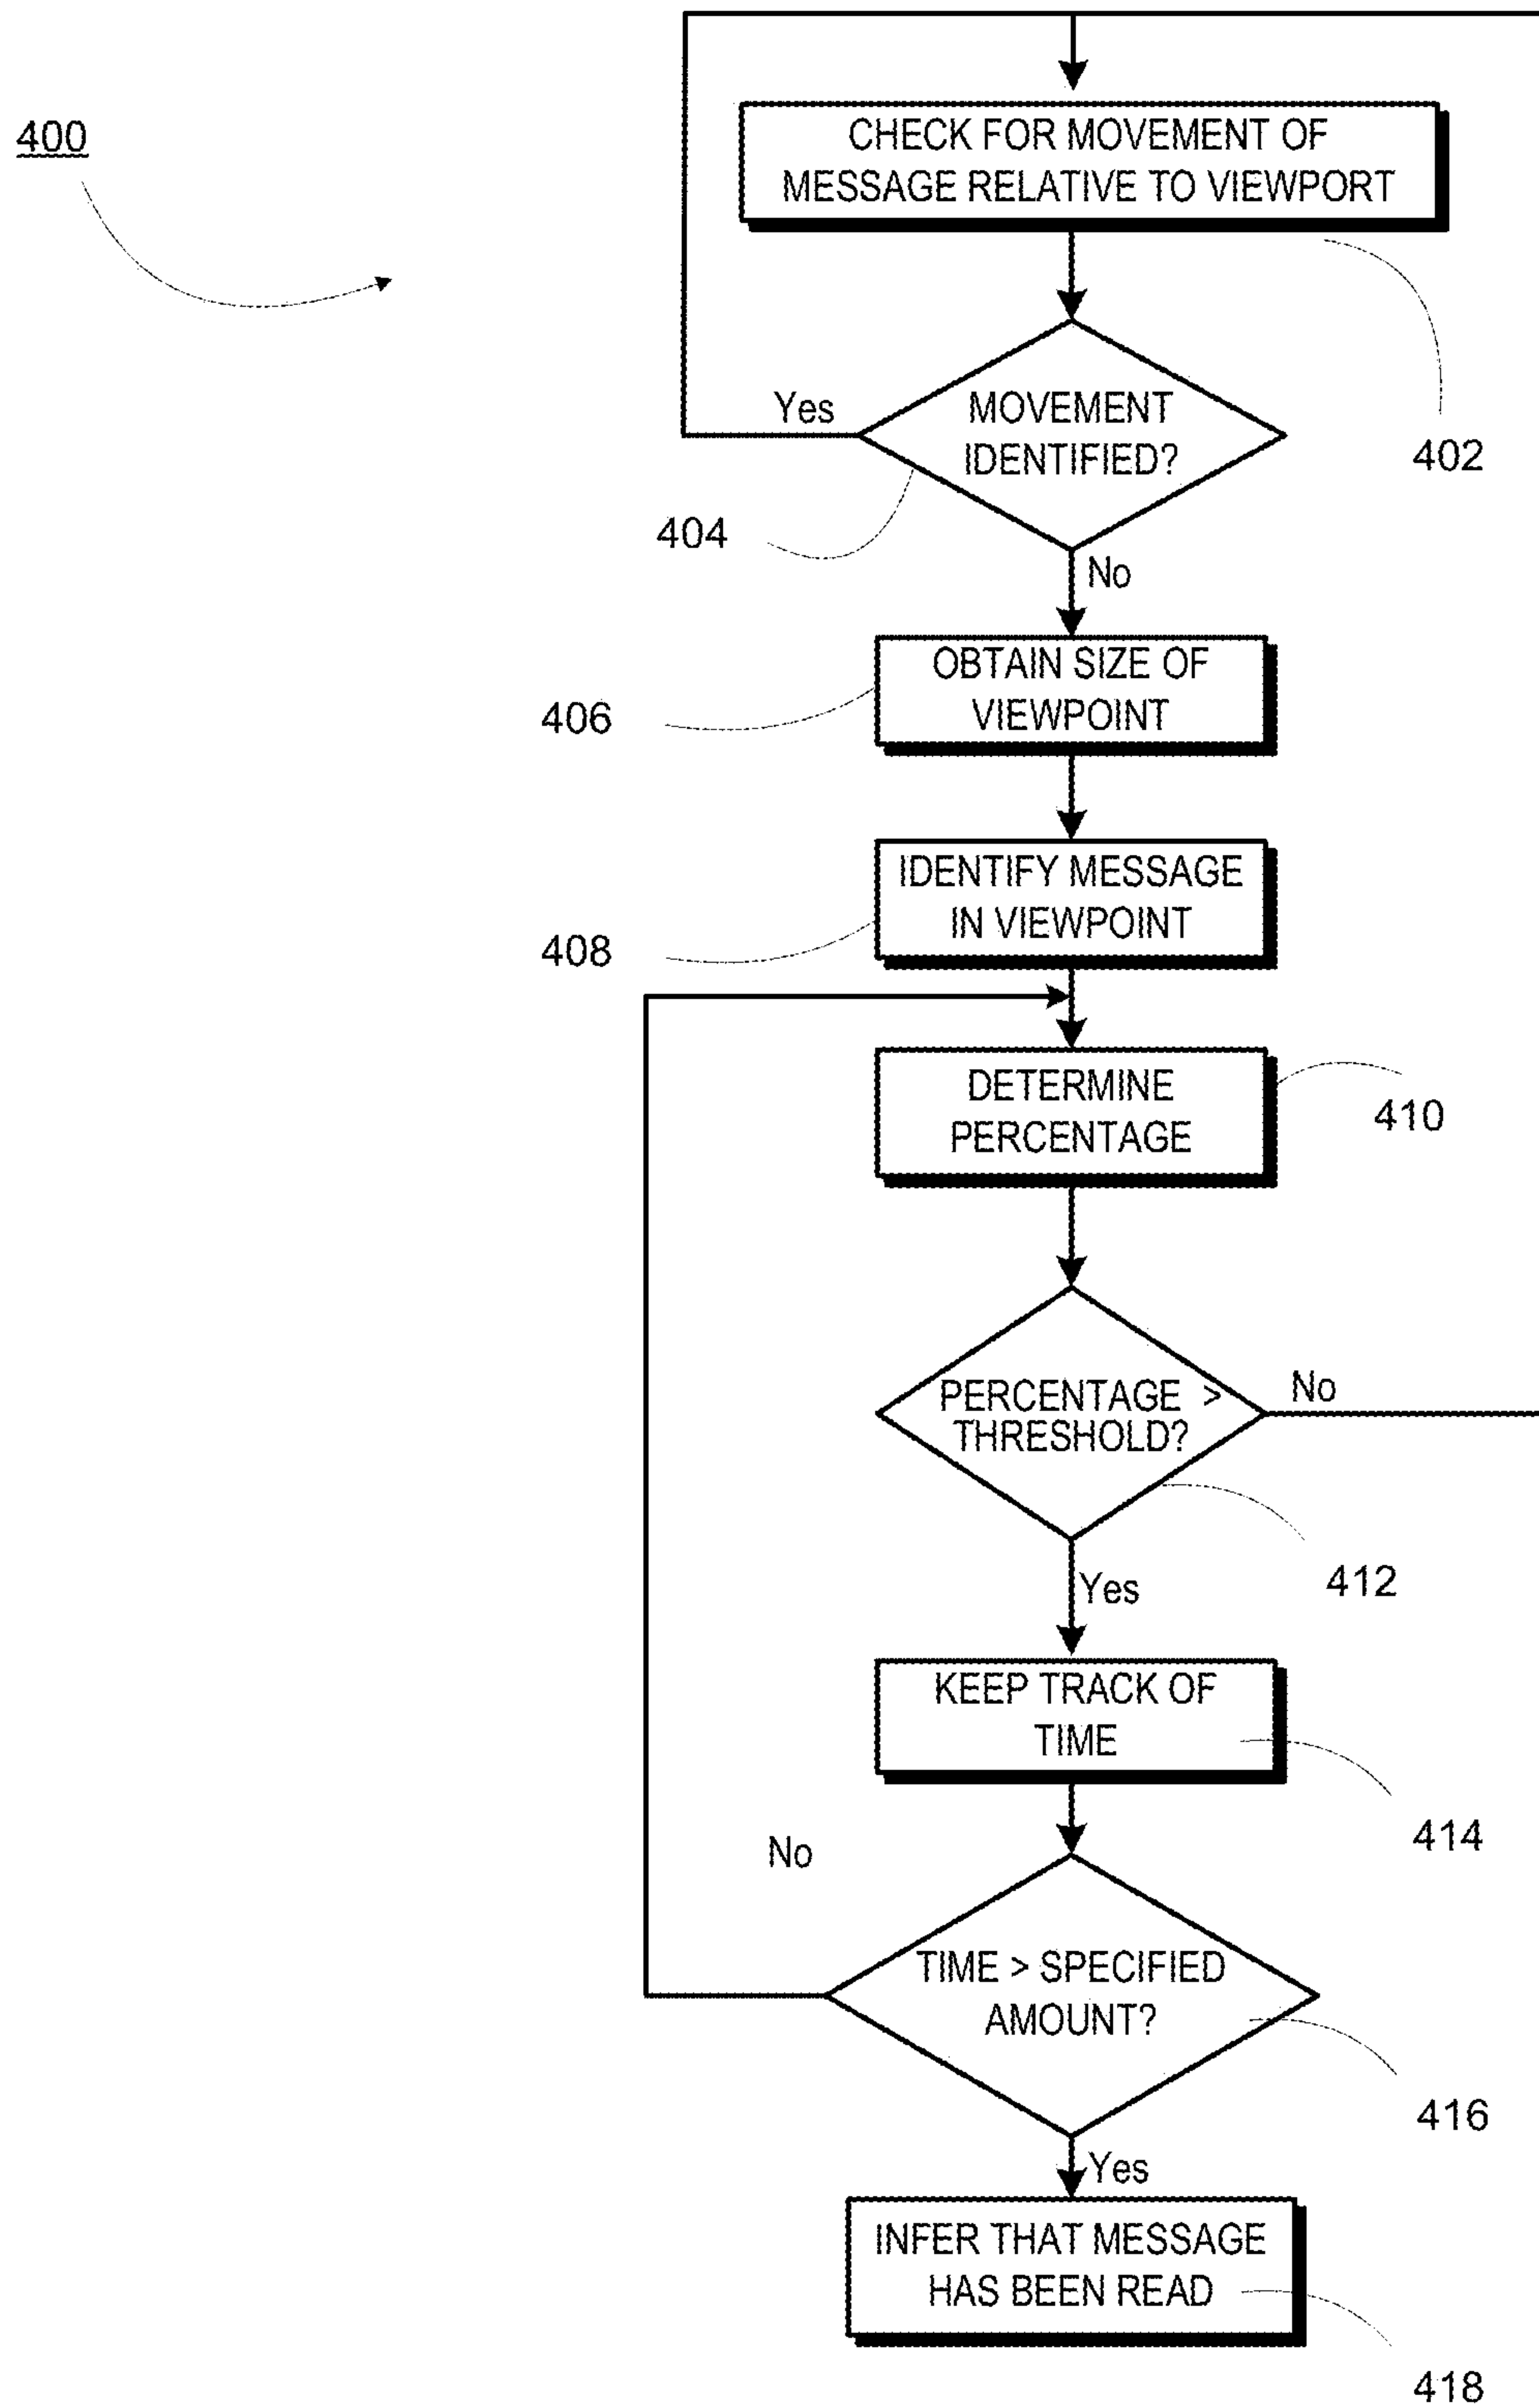 400
CHECK FOR MOVEMENT OF
MESSAGE RELATIVE TO VIEWPORT
402
Yes
MOVEMENT
IDENTIFIED?
404
No
OBTAIN SIZE OF
VIEWPOINT
406
IDENTIFY MESSAGE
IN VIEWPOINT
408
DETERMINE
PERCENTAGE
410
PERCENTAGE >
THRESHOLD?
No
412
Yes
KEEP TRACK OF
TIME
414
No
TIME > SPECIFIED
AMOUNT?
416
Yes
INFER THAT MESSAGE
HAS BEEN READ
418